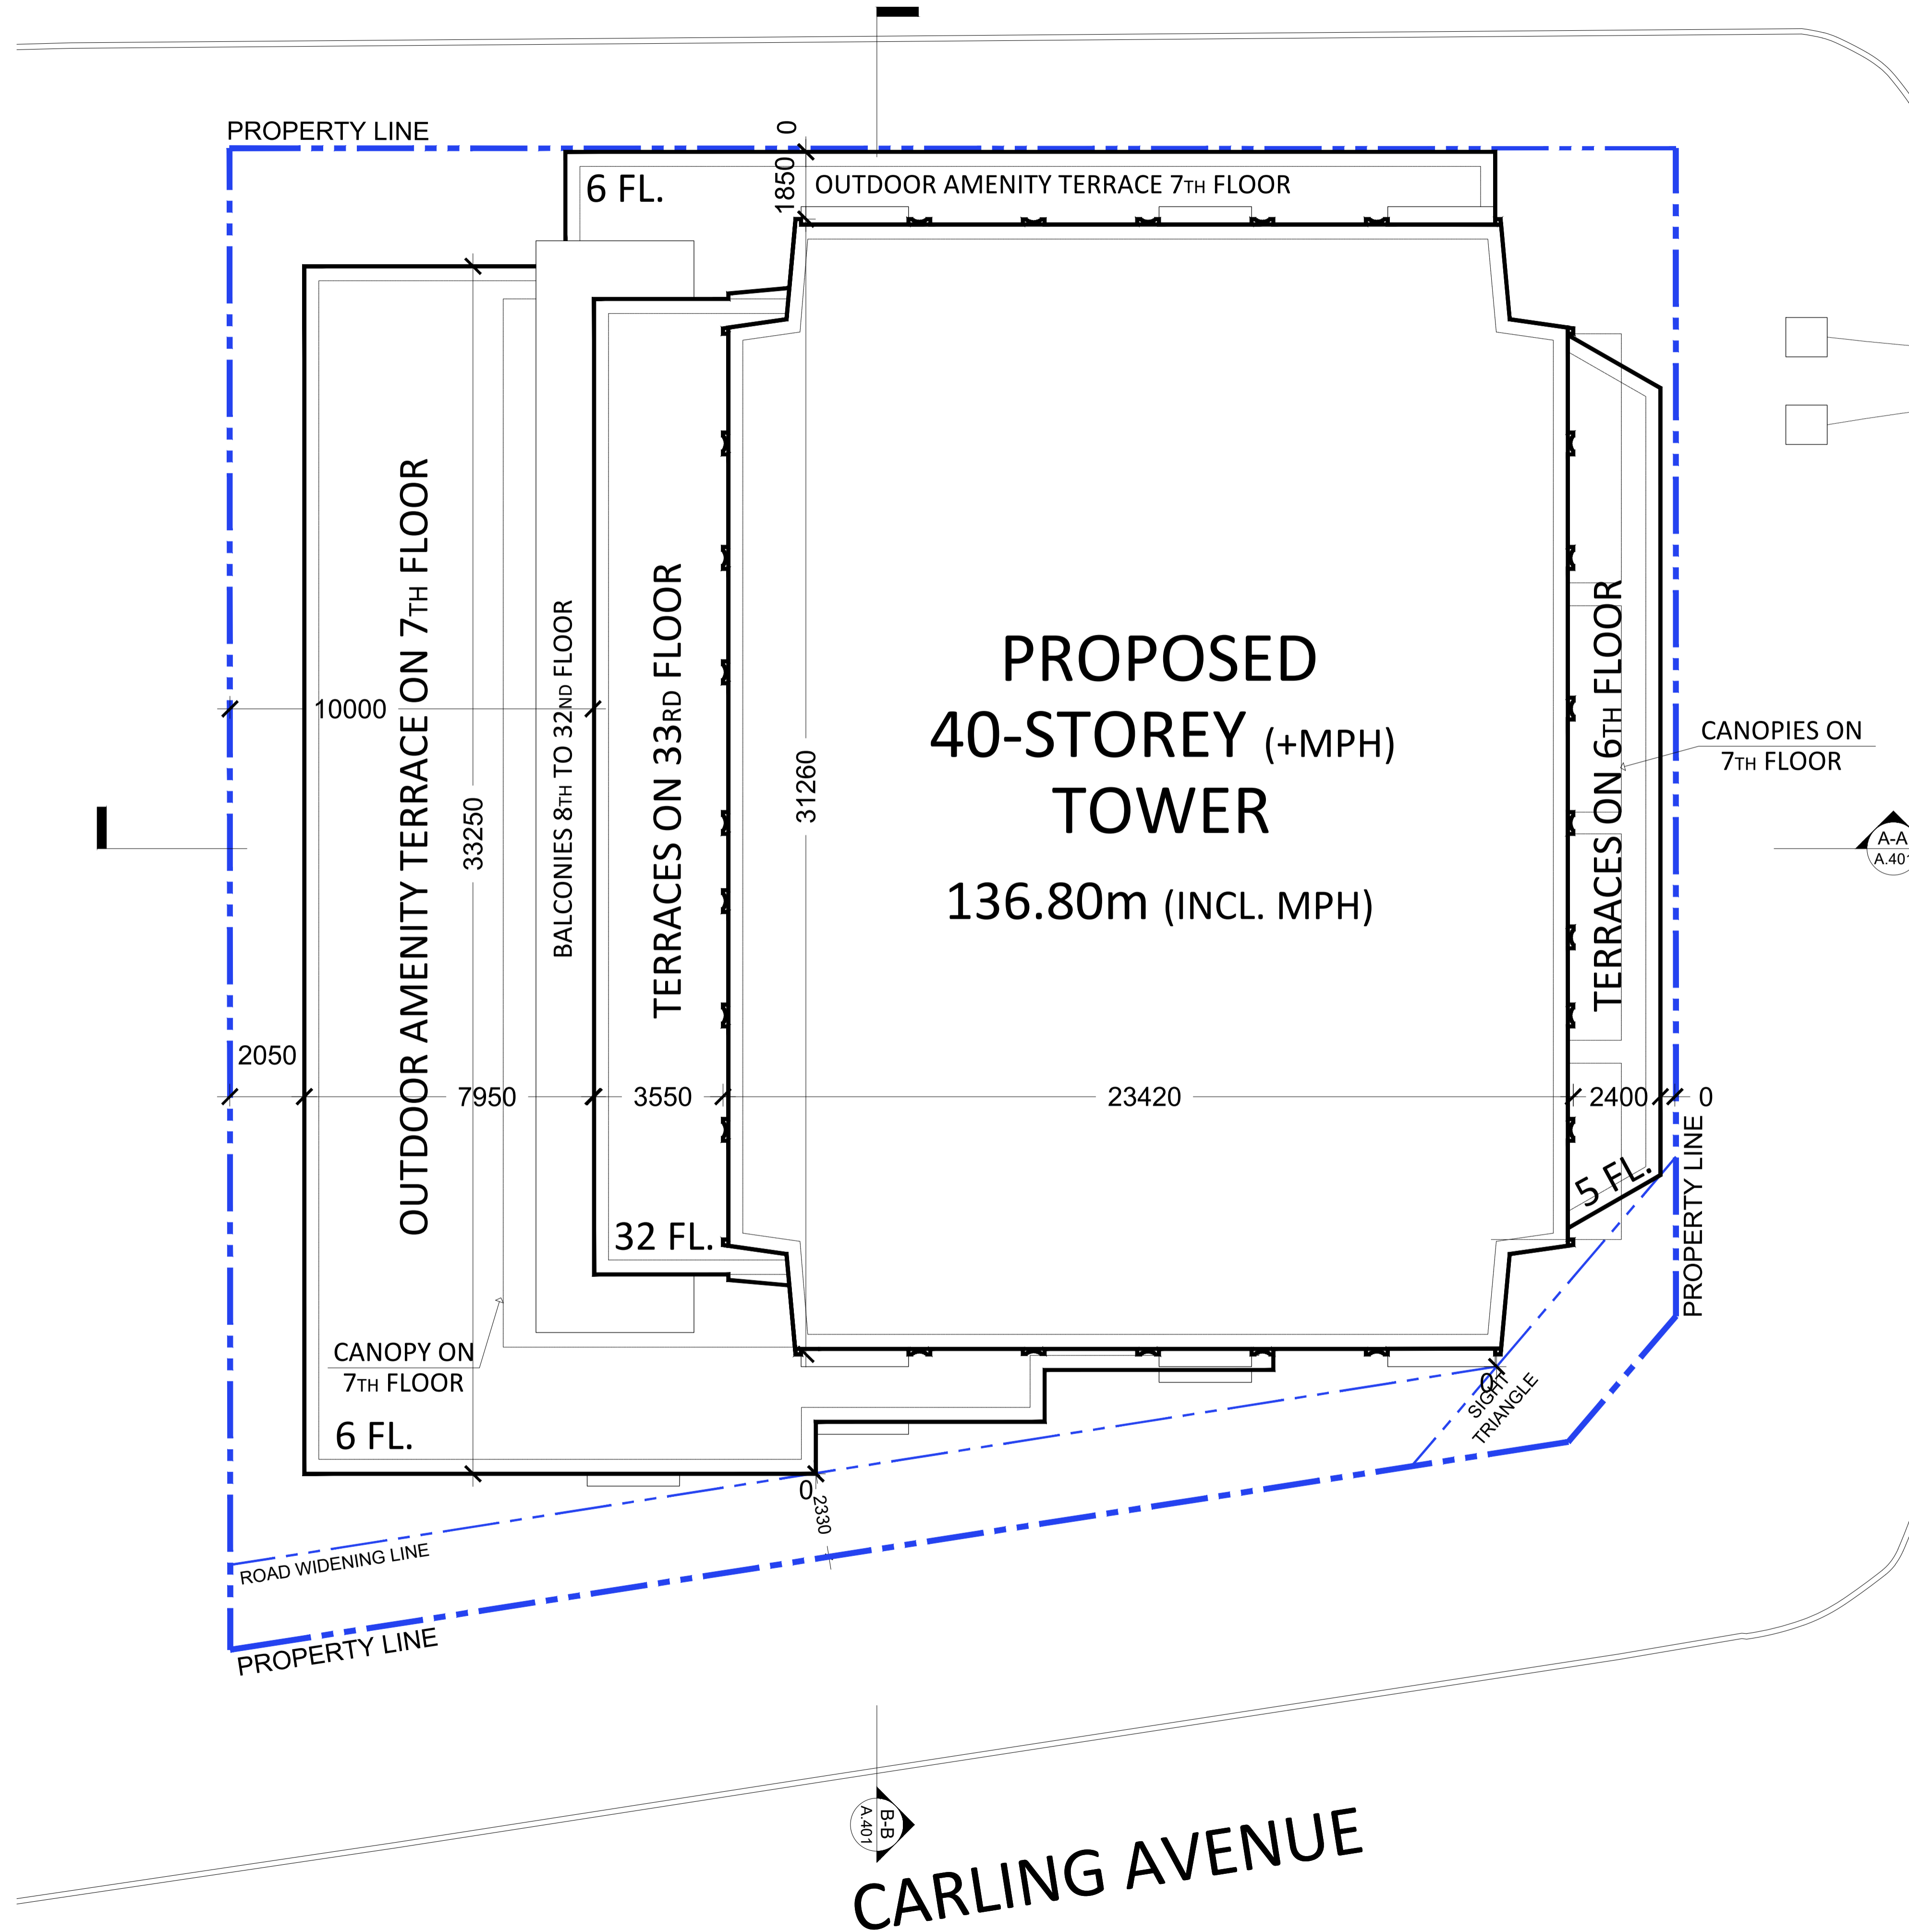 PROPERTY LINE
0
1850
6 FL.
OUTDOOR AMENITY TERRACE 7TH FLOOR
OUTDOOR AMENITY TERRACE ON 7TH FLOOR
33250
BALCONIES 8TH TO 32ND FLOOR
TERRACES ON 33RD FLOOR
10000
31260
PROPOSED
40-STOREY (+MPH)
TOWER
136.80m (INCL. MPH)
TERRACES ON 6TH FLOOR
CANOPIES ON
7TH FLOOR
A-A
A.401
2050
7950
3550
23420
2400
0
PROPERTY LINE
5 FL.
32 FL.
CANOPY ON
7TH FLOOR
6 FL.
0
SIGHT
TRIANGLE
0
2330
ROAD WIDENING LINE
PROPERTY LINE
B-B
A.401
CARLING AVENUE